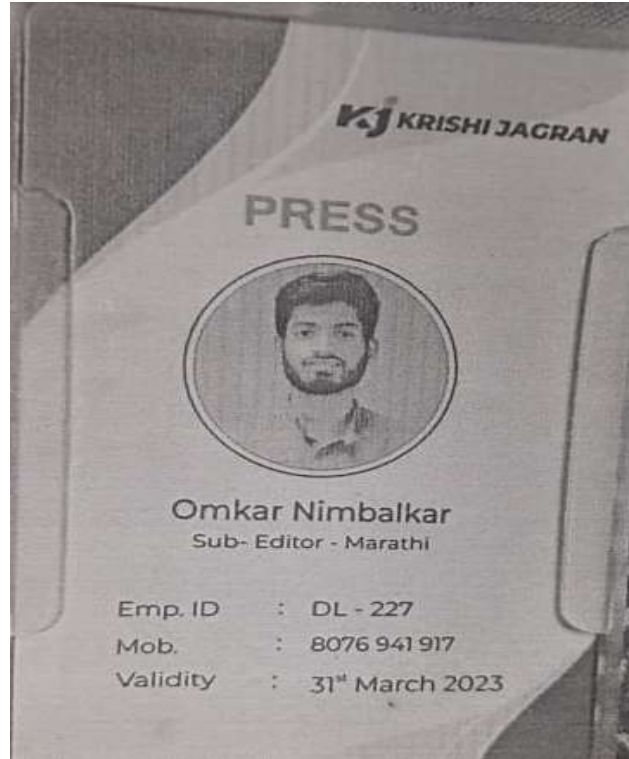 KJ KRISHI JAGRAN
PRESS
Omkar Nimbalkar
Sub- Editor - Marathi
Emp. ID : DL - 227
Mob. : 8076 941 917
Validity : 31st March 2023